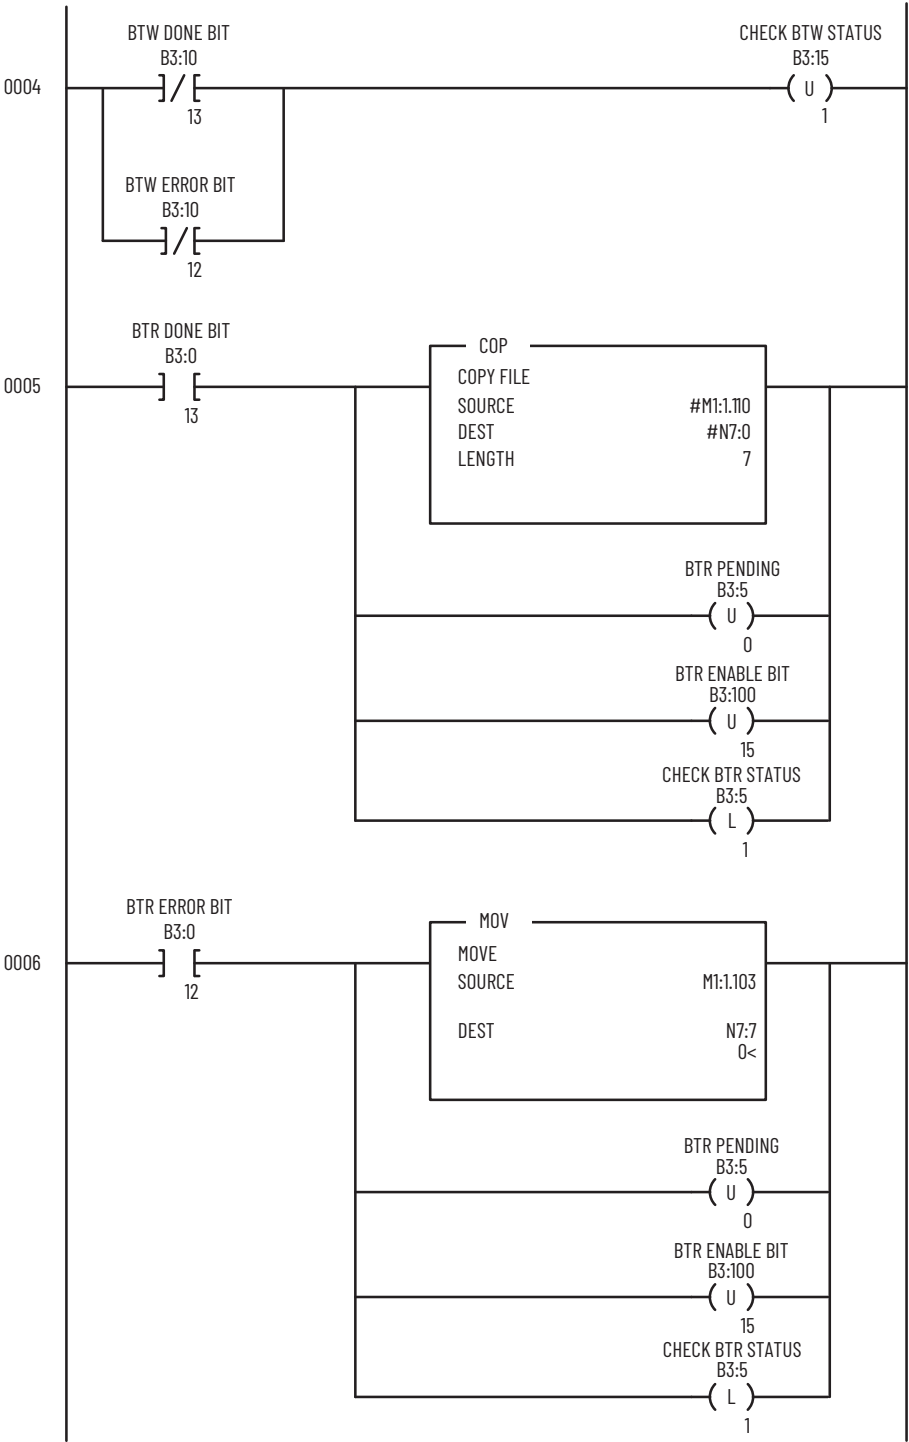 BTW DONE BIT
B3:10
13
CHECK BTW STATUS
B3:15
U
1
0004
BTW ERROR BIT
B3:10
12
BTR DONE BIT
B3:0
13
0005
COP
COPY FILE
SOURCE #M1:1.110
DEST #N7:0
LENGTH 7
BTR PENDING
B3:5
U
0
BTR ENABLE BIT
B3:100
U
15
CHECK BTR STATUS
B3:5
L
1
BTR ERROR BIT
B3:0
12
0006
MOV
MOVE
SOURCE M1:1.103
DEST N7:7
0<
BTR PENDING
B3:5
U
0
BTR ENABLE BIT
B3:100
U
15
CHECK BTR STATUS
B3:5
L
1